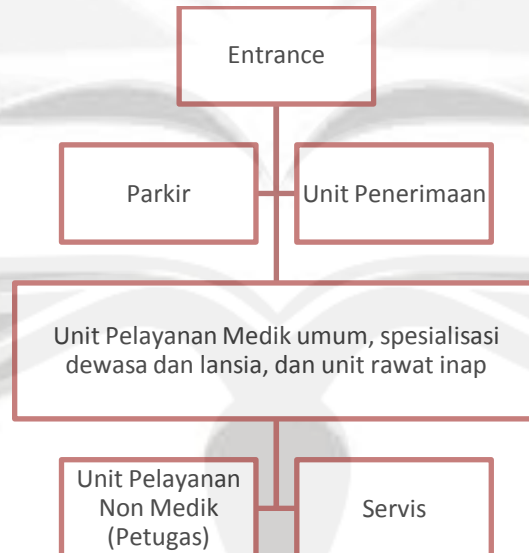 Entrance
Parkir
Unit Penerimaan
Unit Pelayanan Medik umum, spesialisasi
dewasa dan lansia, dan unit rawat inap
Unit Pelayanan
Non Medik
(Petugas)
Servis